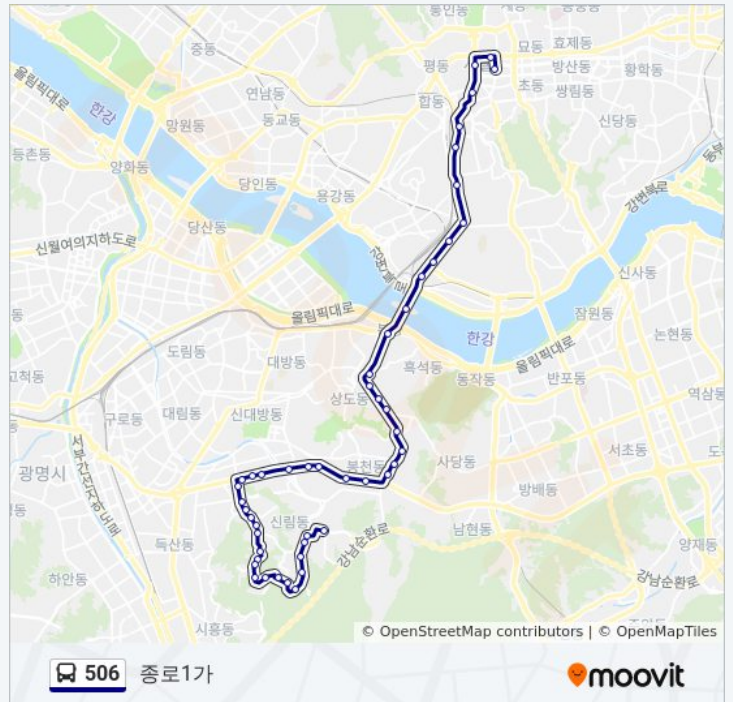 통인동
중동
묘동
효제동
평동
방산동
황학동
올림픽대로
연남동
합동
초동
쌍림동
한강
망원동
동교동
신당동
등촌동
양화동
당인동
용강동
강변북로
당산동
신월여의지하도로
신사동
올림픽대로
잠원동
도림동
대방동
흑석동
한강
논현동
고척동
동작동
올림픽대로
반포동
상도동
역삼동
구로동
대림동
신대방동
서부간선지하도로
봉천동
사당동
서초동
광명시
방배동
신림동
독산동
남현동
양재동
강남순환로
하안동
강남순환로
시흥동
© OpenStreetMap contributors | © OpenMapTiles
506 종로1가
moovit